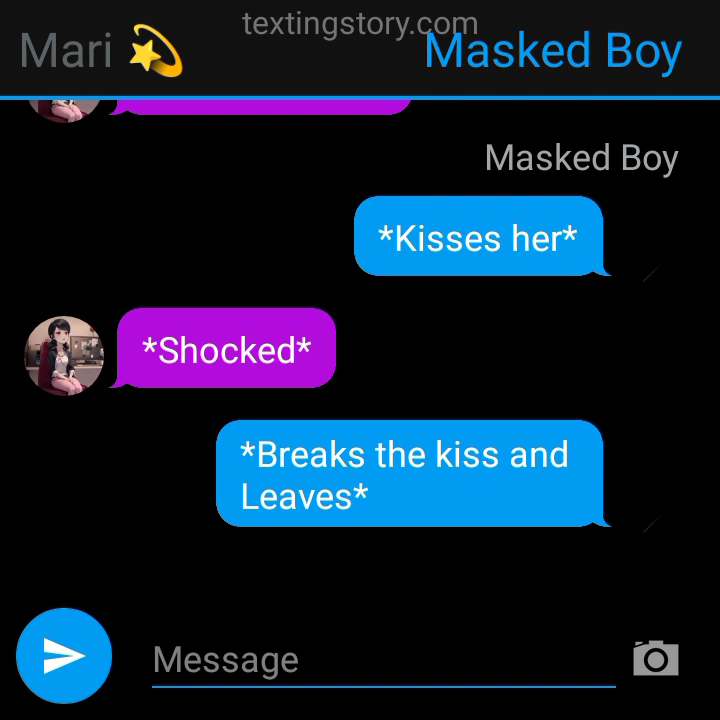 textingstory.com
Mari 💫
Masked Boy
Masked Boy
*Kisses her*
*Shocked*
*Breaks the kiss and
Leaves*
Message